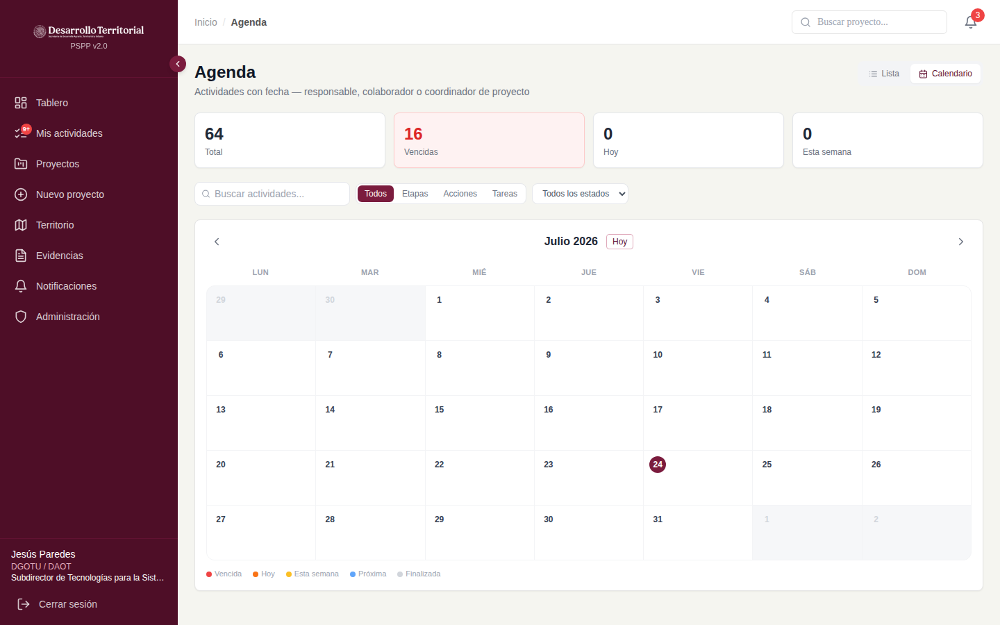 DesarrolloTerritorial
Secretaría de Desarrollo Agrario, Territorial y Urbano
PSPP v2.0
Tablero
9+
Mis actividades
Proyectos
Nuevo proyecto
Territorio
Evidencias
Notificaciones
Administración
Jesús Paredes
DGOTU / DAOT
Subdirector de Tecnologías para la Sist…
Cerrar sesión
Inicio / Agenda
Buscar proyecto...
3
Agenda
Actividades con fecha — responsable, colaborador o coordinador de proyecto
Lista Calendario
64
Total
16
Vencidas
0
Hoy
0
Esta semana
Buscar actividades...
Todos Etapas Acciones Tareas
Todos los estados
Julio 2026 Hoy
LUN MAR MIÉ JUE VIE SÁB DOM
29 30 1 2 3 4 5
6 7 8 9 10 11 12
13 14 15 16 17 18 19
20 21 22 23 24 25 26
27 28 29 30 31 1 2
Vencida Hoy Esta semana Próxima Finalizada